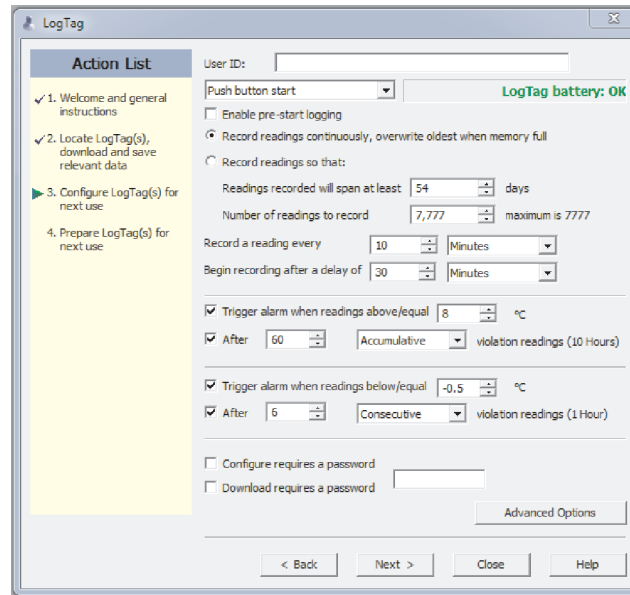 LogTag
Action List
✓ 1. Welcome and general
instructions
✓ 2. Locate LogTag(s),
download and save
relevant data
3. Configure LogTag(s) for
next use
4. Prepare LogTag(s) for
next use
User ID:
Push button start
LogTag battery: OK
Enable pre-start logging
Record readings continuously, overwrite oldest when memory full
Record readings so that:
Readings recorded will span at least 54 days
Number of readings to record 7,777 maximum is 7777
Record a reading every 10 Minutes
Begin recording after a delay of 30 Minutes
Trigger alarm when readings above/equal 8 °C
After 60 Accumulative violation readings (10 Hours)
Trigger alarm when readings below/equal -0.5 °C
After 6 Consecutive violation readings (1 Hour)
Configure requires a password
Download requires a password
Advanced Options
< Back Next > Close Help